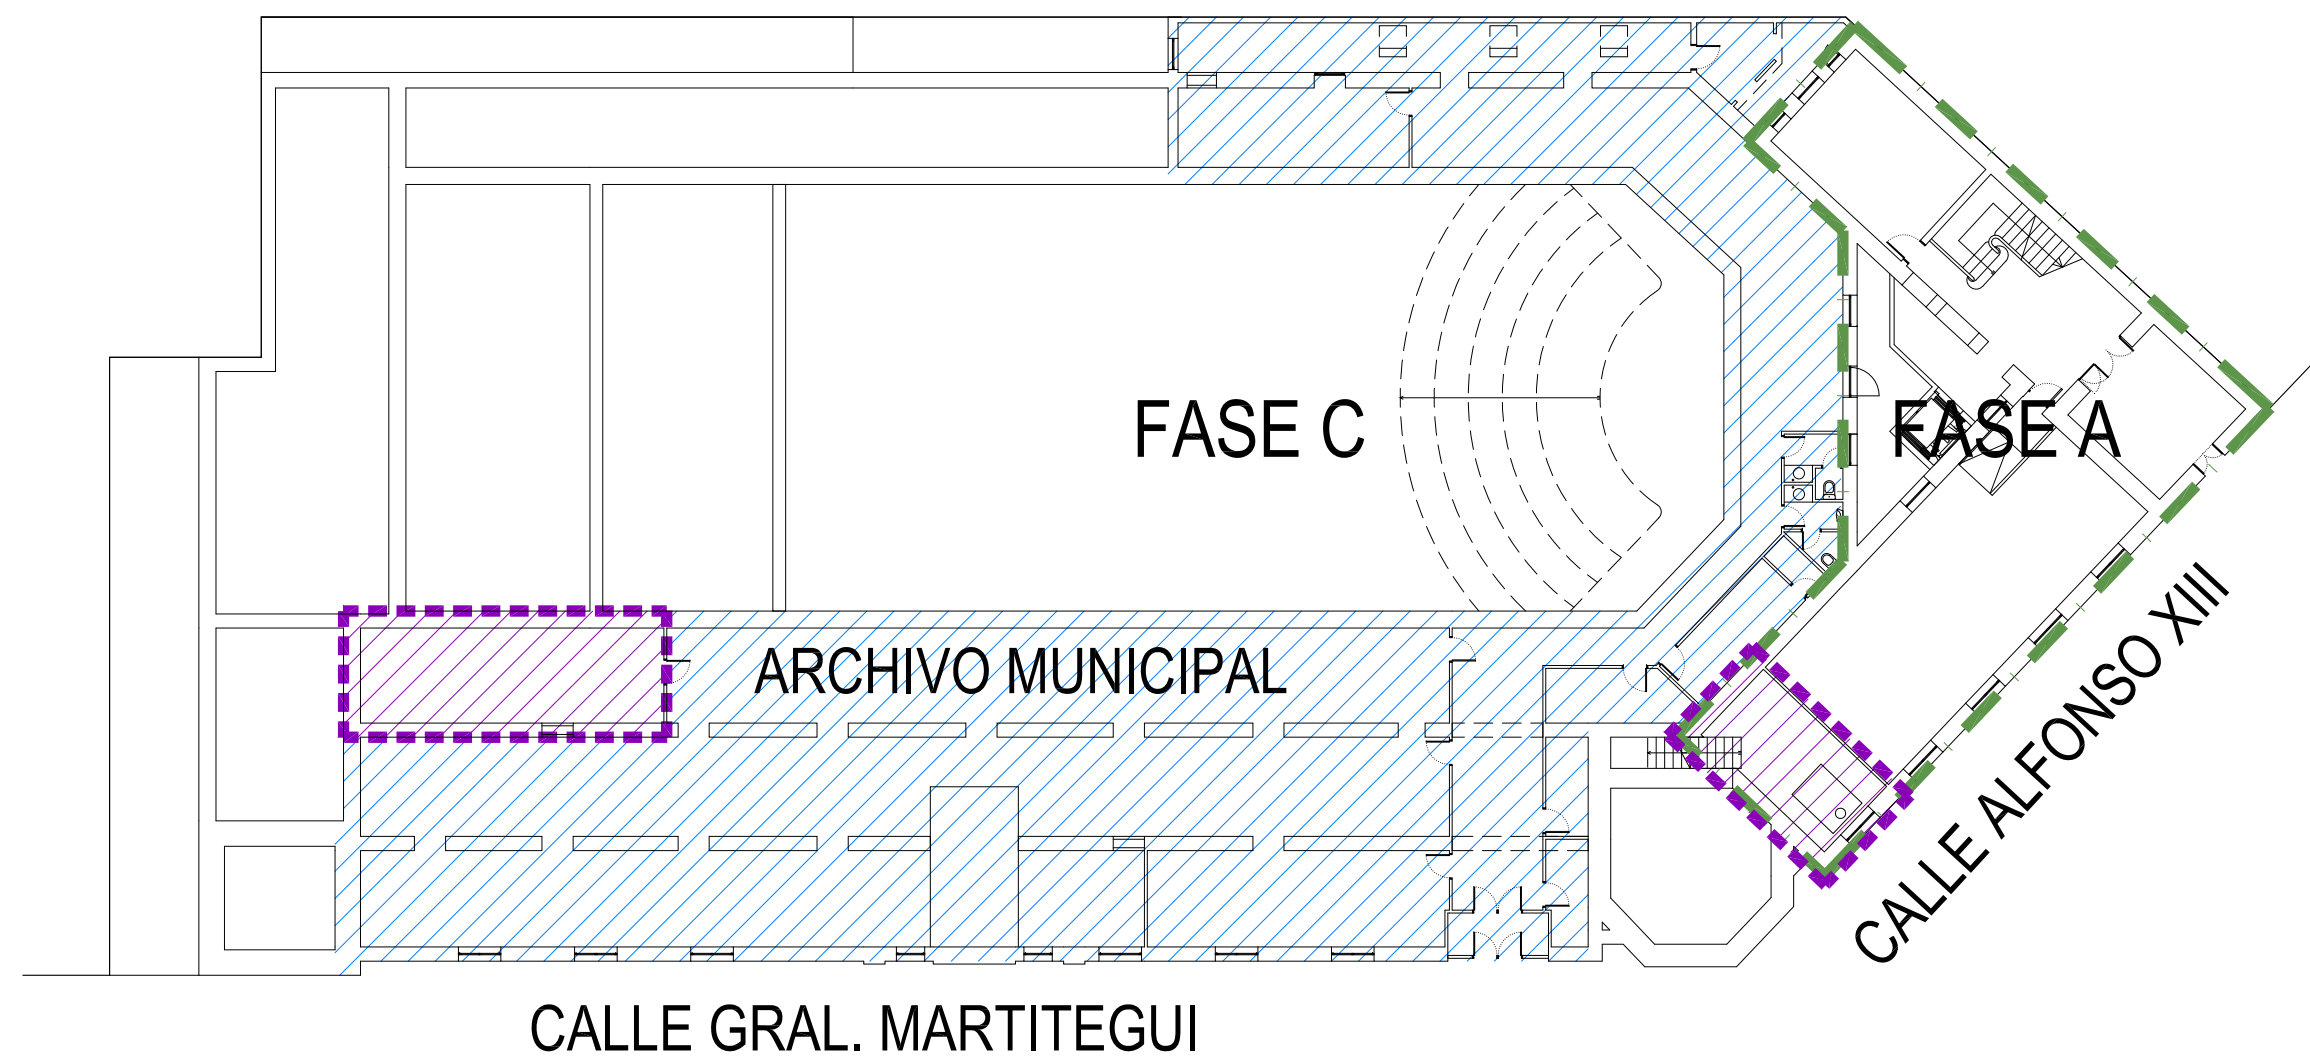 FASE C
FASE A
ARCHIVO MUNICIPAL
CALLE ALFONSO XIII
CALLE GRAL. MARTITEGUI